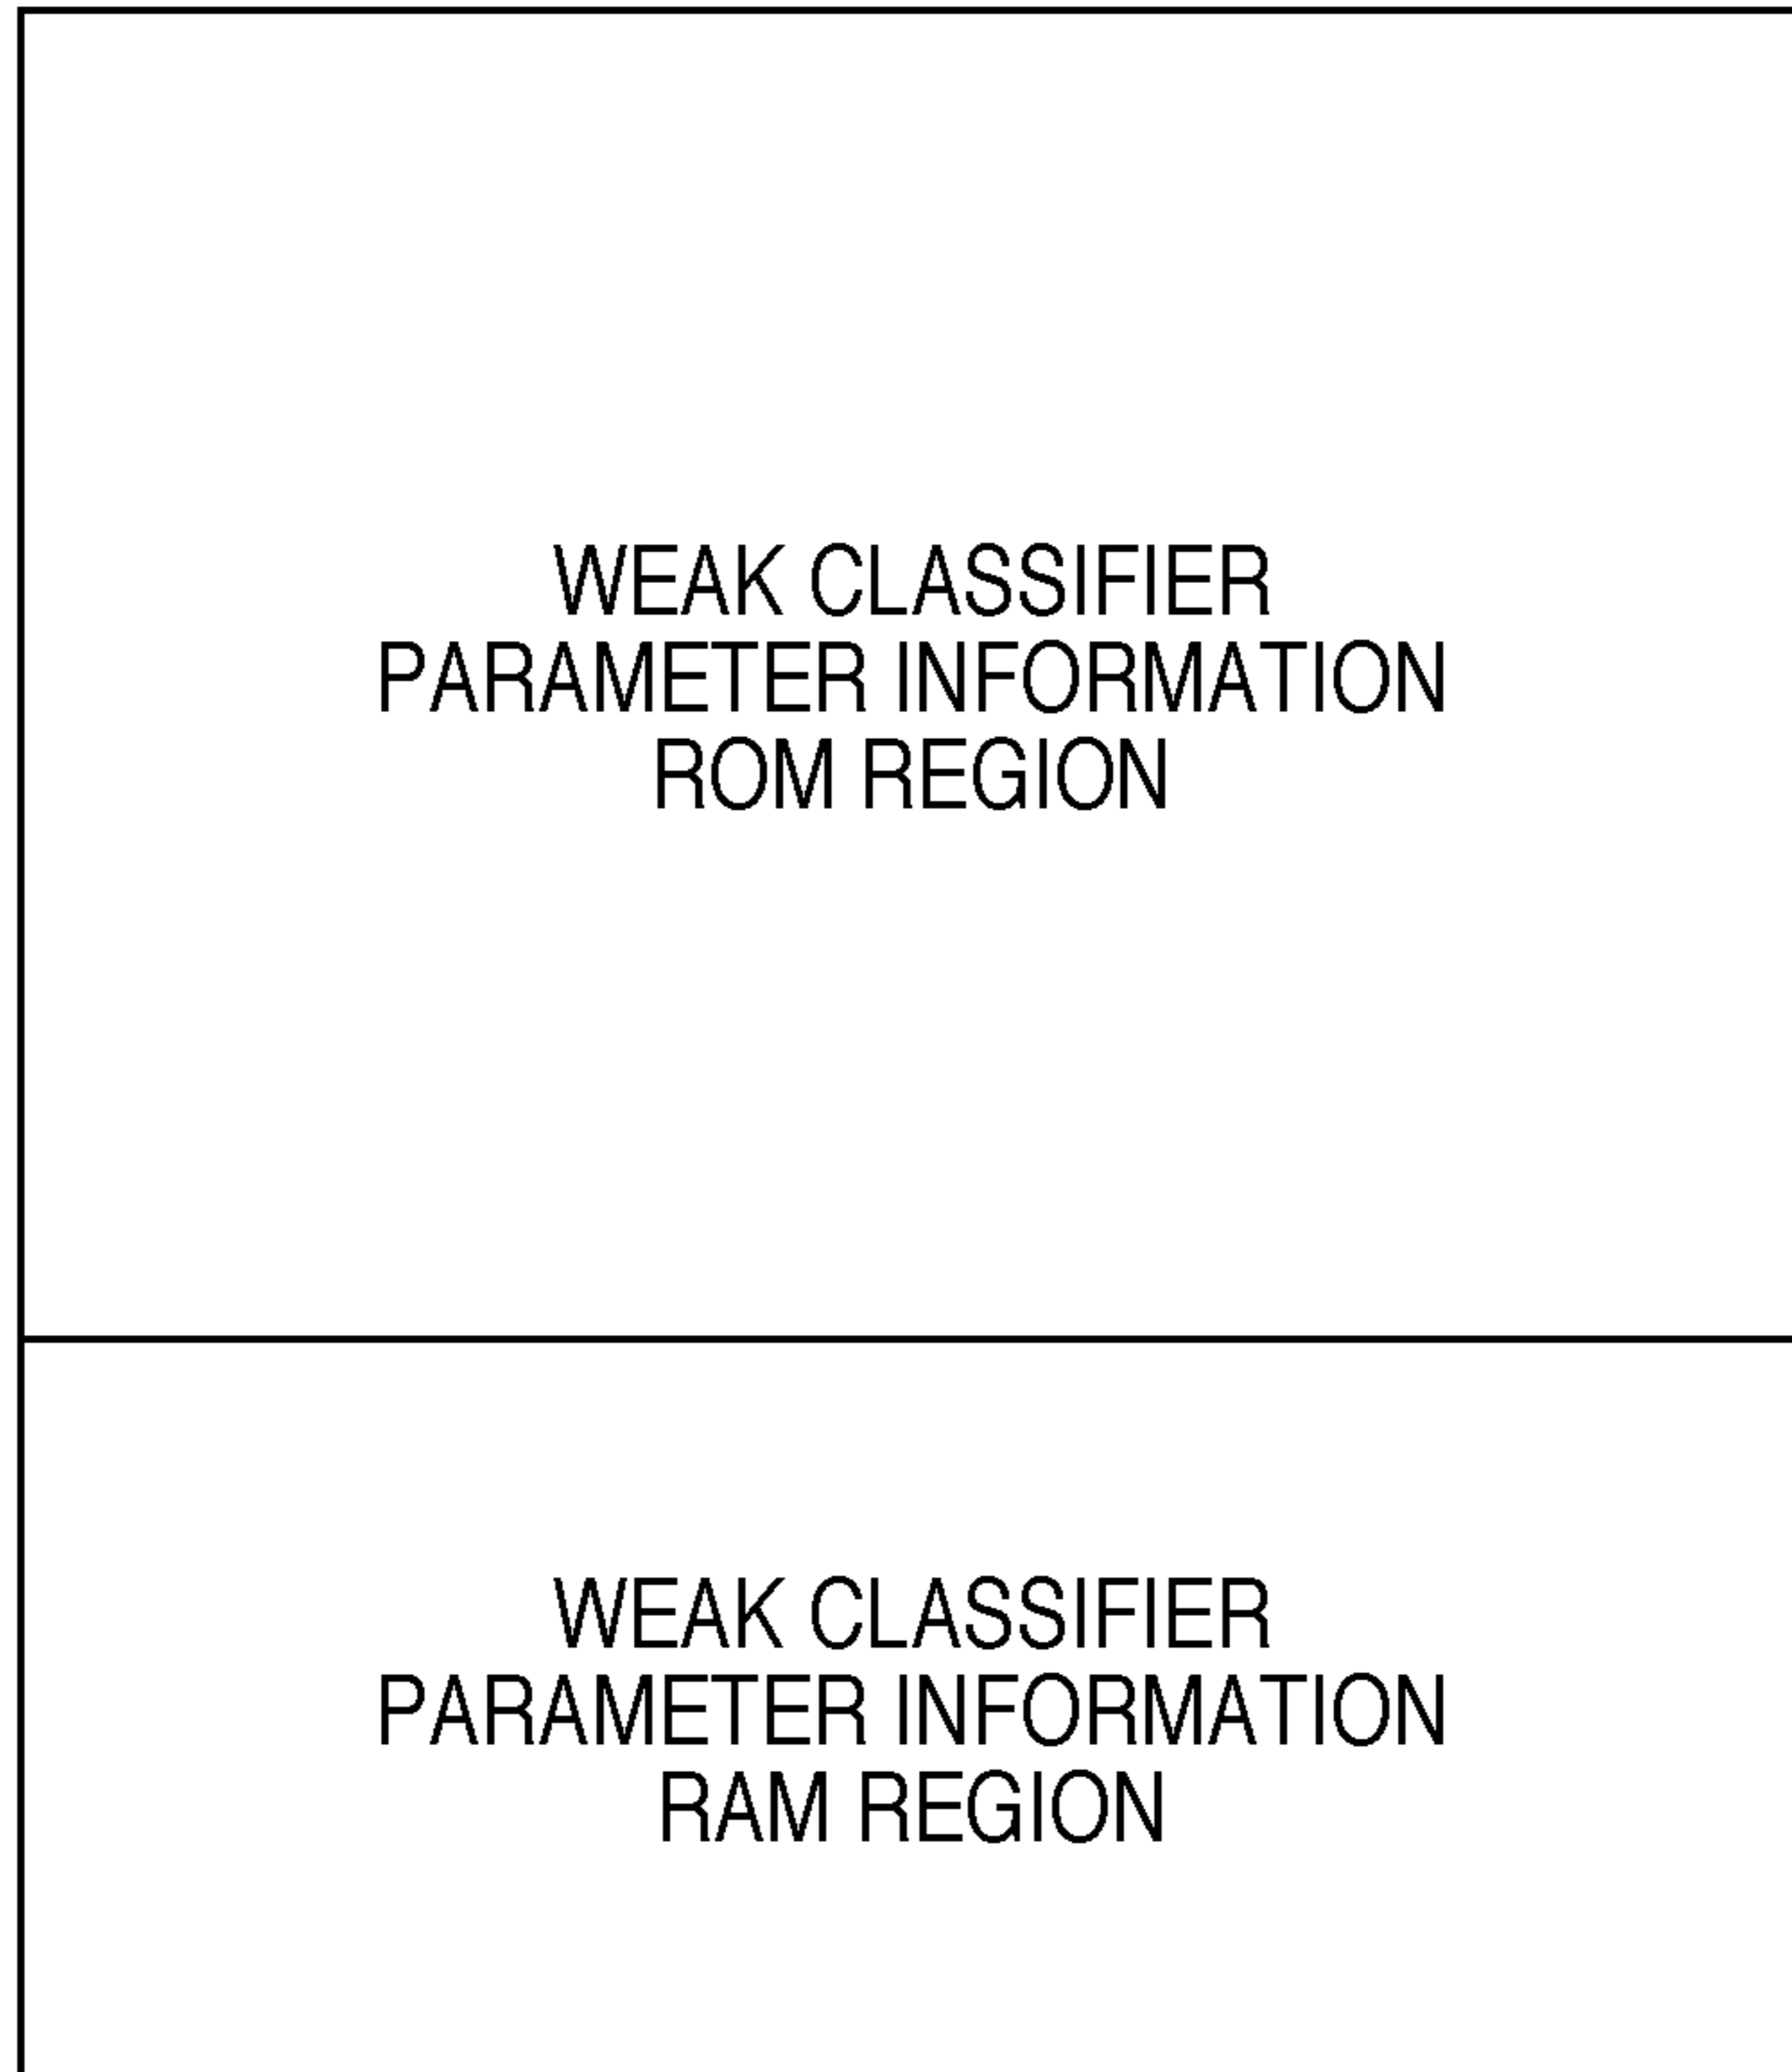 WEAK CLASSIFIER
PARAMETER INFORMATION
ROM REGION
WEAK CLASSIFIER
PARAMETER INFORMATION
RAM REGION